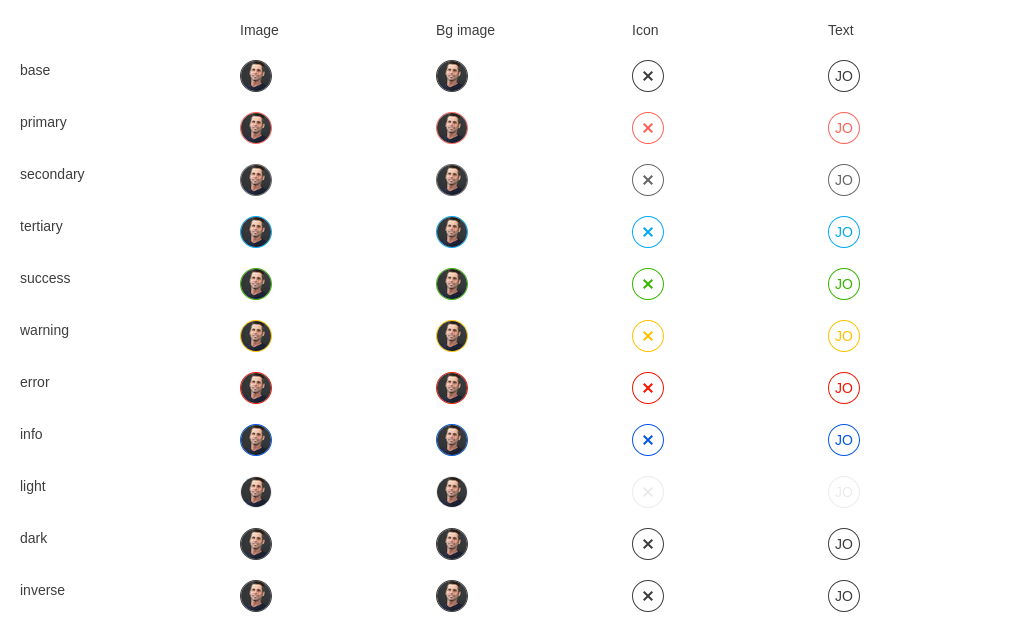 Image Bg image Icon Text
base JO
primary JO
secondary JO
tertiary JO
success JO
warning JO
error JO
info JO
light JO
dark JO
inverse JO